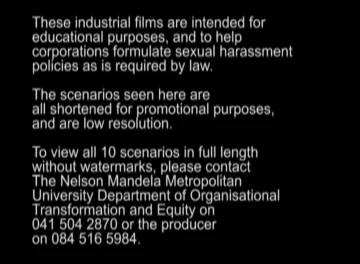 These industrial films are intended for
educational purposes, and to help
corporations formulate sexual harassment
policies as is required by law.
The scenarios seen here are
all shortened for promotional purposes,
and are low resolution.
To view all 10 scenarios in full length
without watermarks, please contact
The Nelson Mandela Metropolitan
University Department of Organisational
Transformation and Equity on
041 504 2870 or the producer
on 084 516 5984.